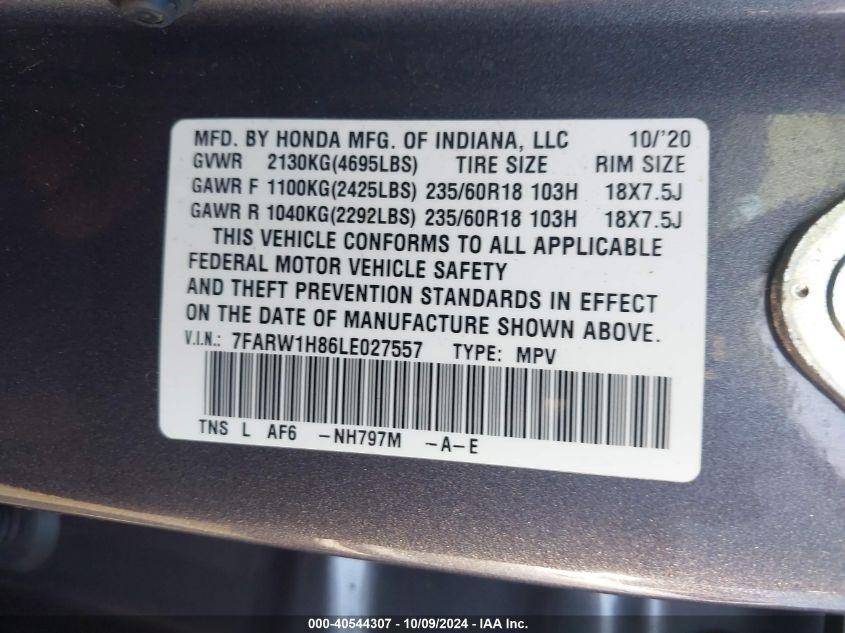 MFD. BY HONDA MFG. OF INDIANA, LLC 10/'20
GVWR 2130KG(4695LBS) TIRE SIZE RIM SIZE
GAWR F 1100KG(2425LBS) 235/60R18 103H 18X7.5J
GAWR R 1040KG(2292LBS) 235/60R18 103H 18X7.5J
THIS VEHICLE CONFORMS TO ALL APPLICABLE
FEDERAL MOTOR VEHICLE SAFETY
AND THEFT PREVENTION STANDARDS IN EFFECT
ON THE DATE OF MANUFACTURE SHOWN ABOVE.
V.I.N.: 7FARW1H86LE027557 TYPE: MPV
TNS L AF6 -NH797M -A-E
000-40544307 - 10/09/2024 - IAA Inc.